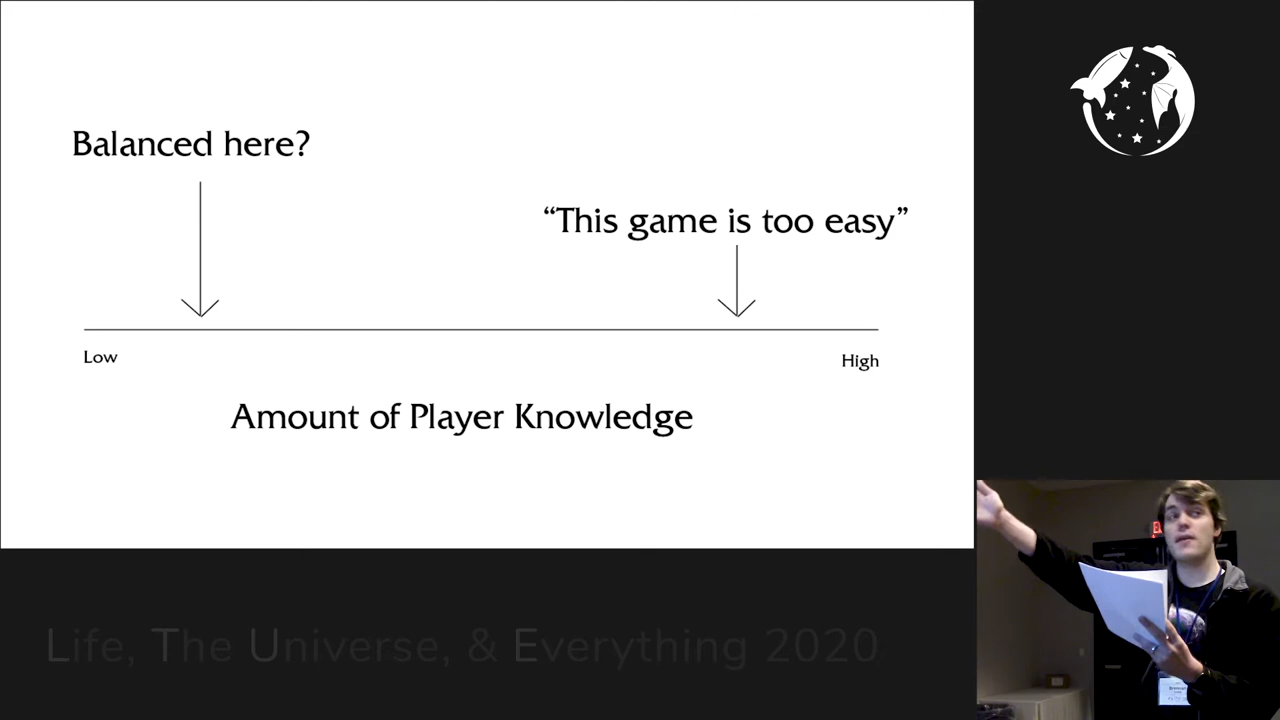 Balanced here?
“This game is too easy”
Low
High
Amount of Player Knowledge
Life, The Universe, & Everything 2020